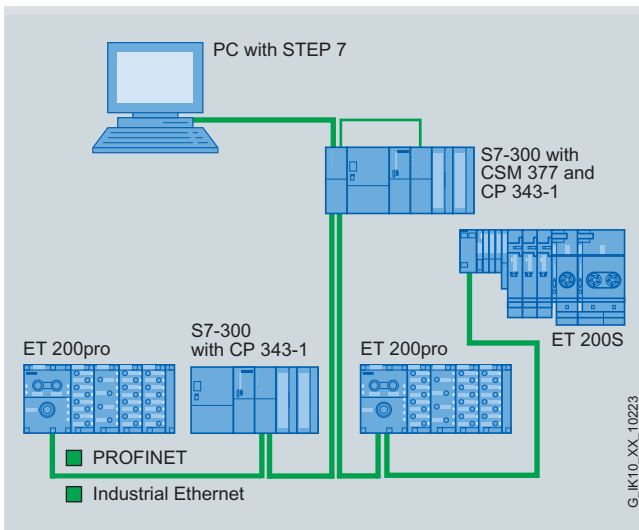 PC with STEP 7
S7-300 with
CSM 377 and
CP 343-1
ET 200S
ET 200pro
S7-300
with CP 343-1
ET 200pro
PROFINET
Industrial Ethernet
G_IK10_XX_10223